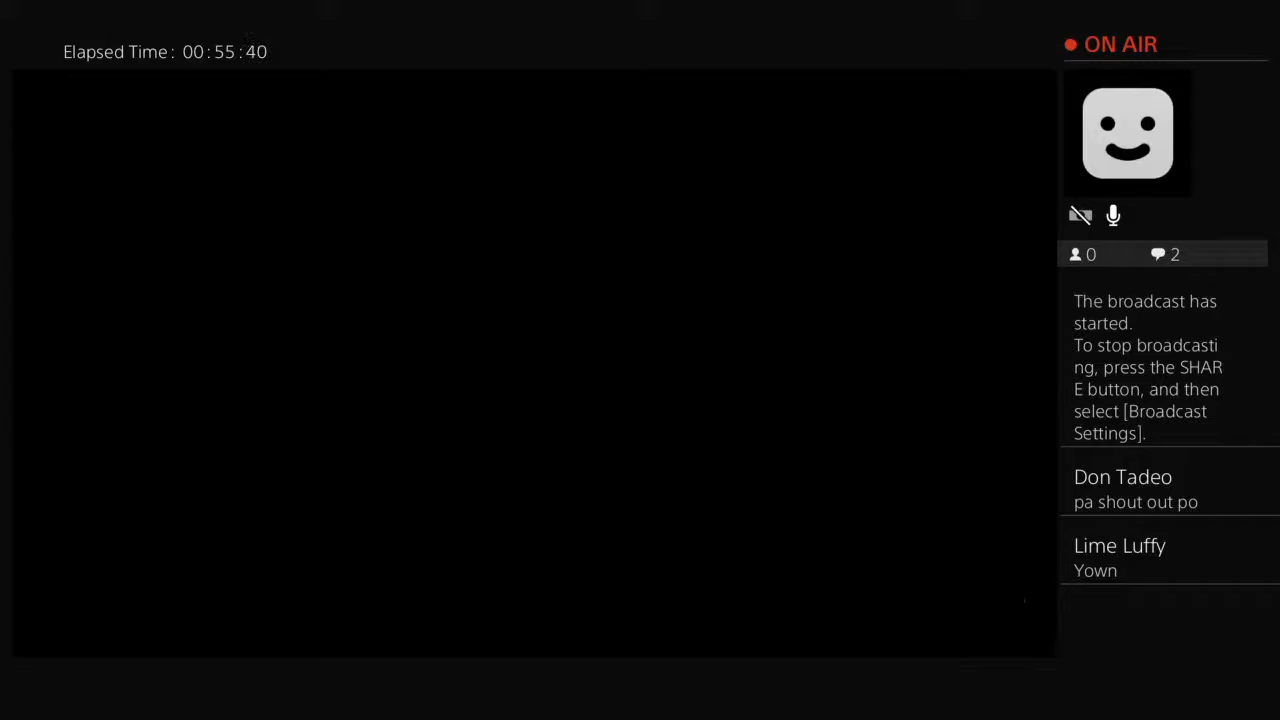 Elapsed Time: 00:55:40
ON AIR
0 2
The broadcast has
started.
To stop broadcasti
ng, press the SHAR
E button, and then
select [Broadcast
Settings].
Don Tadeo
pa shout out po
Lime Luffy
Yown